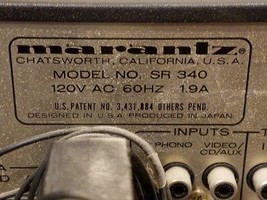 marantz
CHATSWORTH, CALIFORNIA, U.S.A.
MODEL NO. SR 340
120V AC 60HZ 1.9A
U.S. PATENT NO. 3,431,884 OTHERS PEND.
DESIGNED IN U.S.A. PRODUCED IN JAPAN.
INPUTS
PHONO VIDEO/
CD/AUX